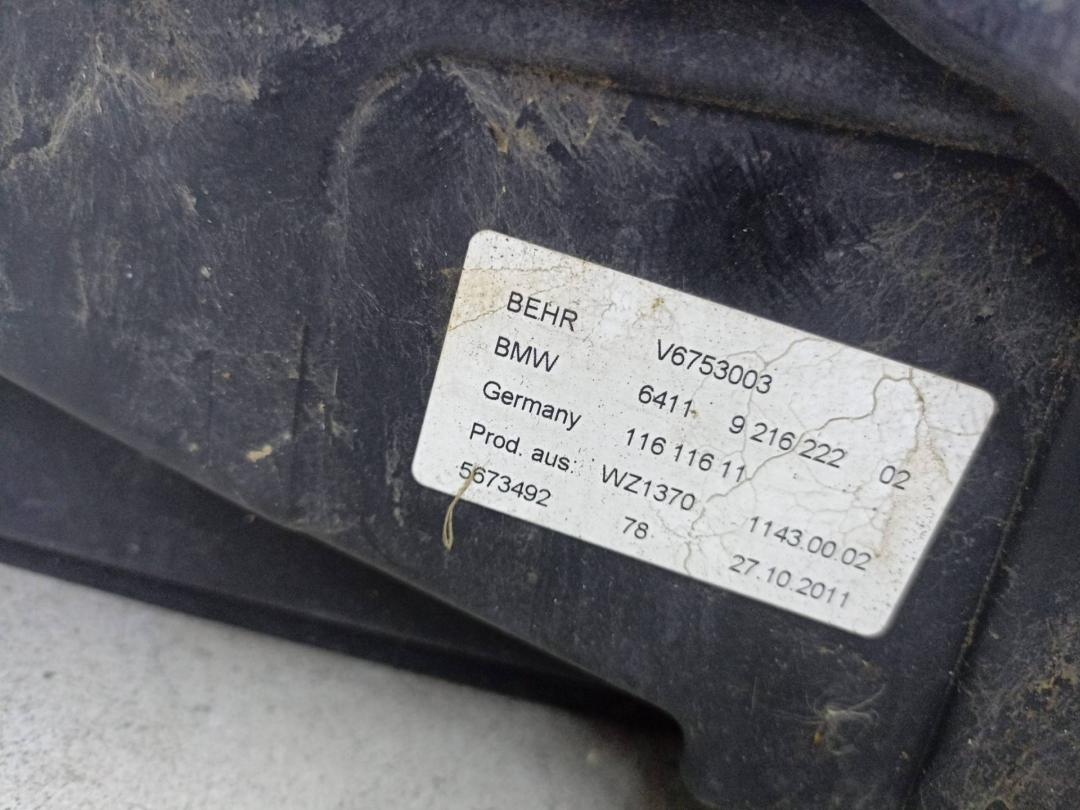 BEHR V6753003
BMW 6411 9 216 222 02
Germany 116 116 11
Prod. aus: WZ1370 1143.00.02
5673492 78 27.10.2011